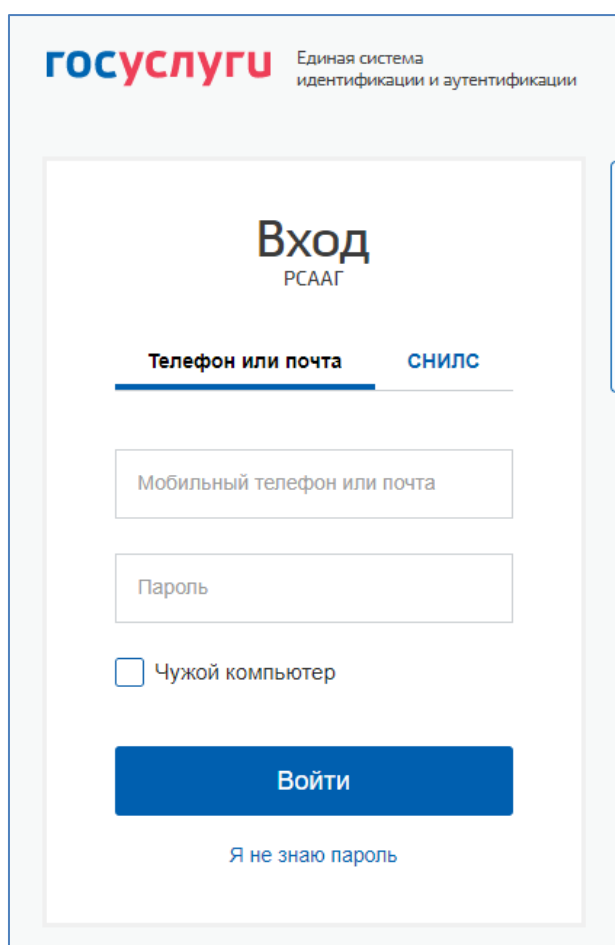 госуслуги
Единая система
идентификации и аутентификации
Вход
РСААГ
Телефон или почта
СНИЛС
Мобильный телефон или почта
Пароль
Чужой компьютер
Войти
Я не знаю пароль